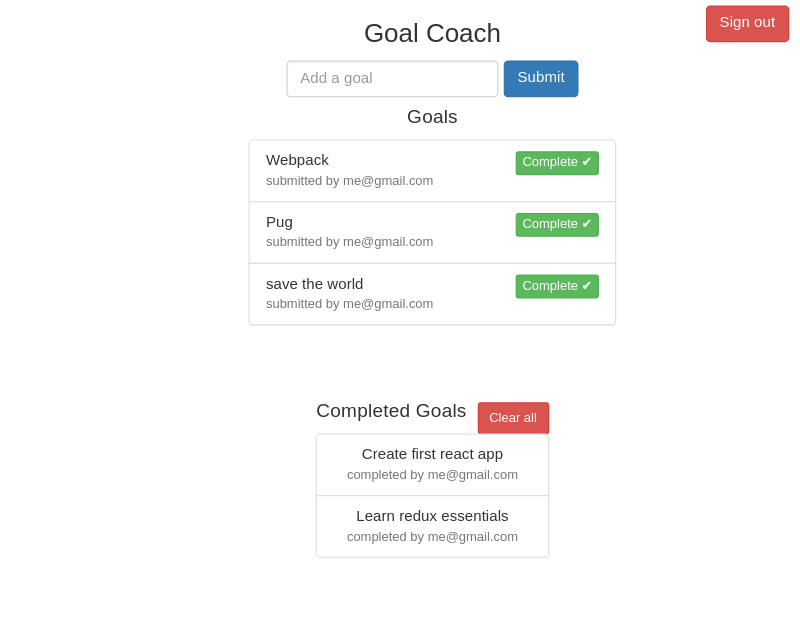 Sign out
Goal Coach
Add a goal Submit
Goals
Webpack Complete ✔
submitted by me@gmail.com
Pug Complete ✔
submitted by me@gmail.com
save the world Complete ✔
submitted by me@gmail.com
Completed Goals Clear all
Create first react app
completed by me@gmail.com
Learn redux essentials
completed by me@gmail.com